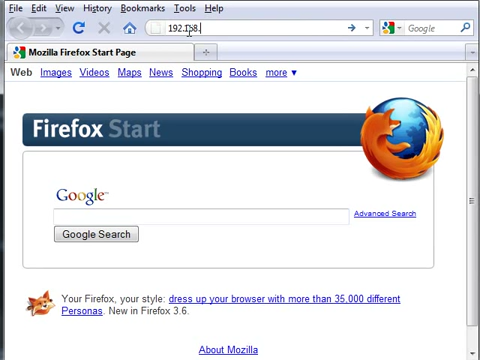 File Edit View History Bookmarks Tools Help
Google
Mozilla Firefox Start Page
Web Images Videos Maps News Shopping Books more ▼
Firefox Start
Google
Advanced Search
Google Search
Your Firefox, your style: dress up your browser with more than 35,000 different
Personas. New in Firefox 3.6.
About Mozilla